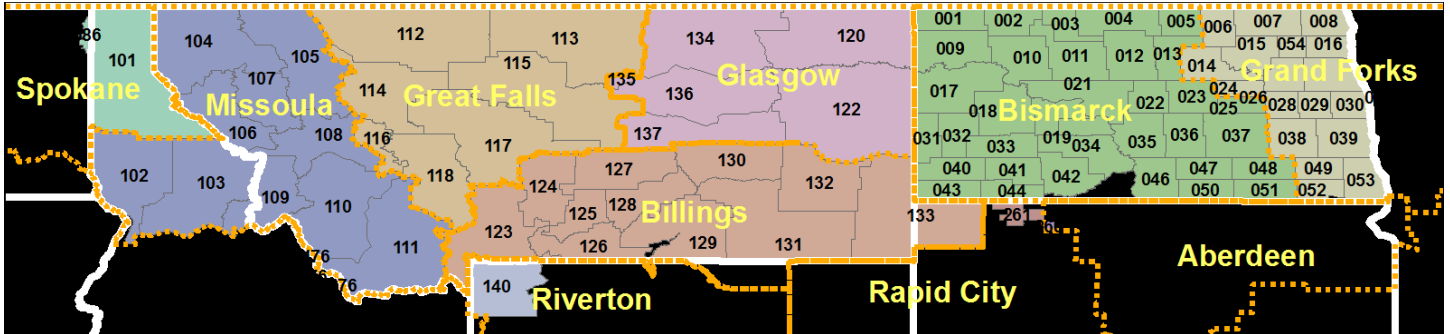 001 002 003 004 005 006 007 008
112 113 134 120
104 105 101 86
009 010 011 012 013 014 015 054 016
107 115 135
Spokane Missoula Great Falls Glasgow Bismarck Grand Forks
114 136 122
017 018 021 022 023 024 025 026 028 029 030
106 108 116 117 137
031 032 033 019 034 035 036 037 038 039
102 103 109 110 118
124 127 130 132
040 041 042 046 047 048 049 053
043 044 050 051 052
125 128 Billings
123 126 129 131 133 26
111 76 76
Aberdeen
140 Riverton Rapid City